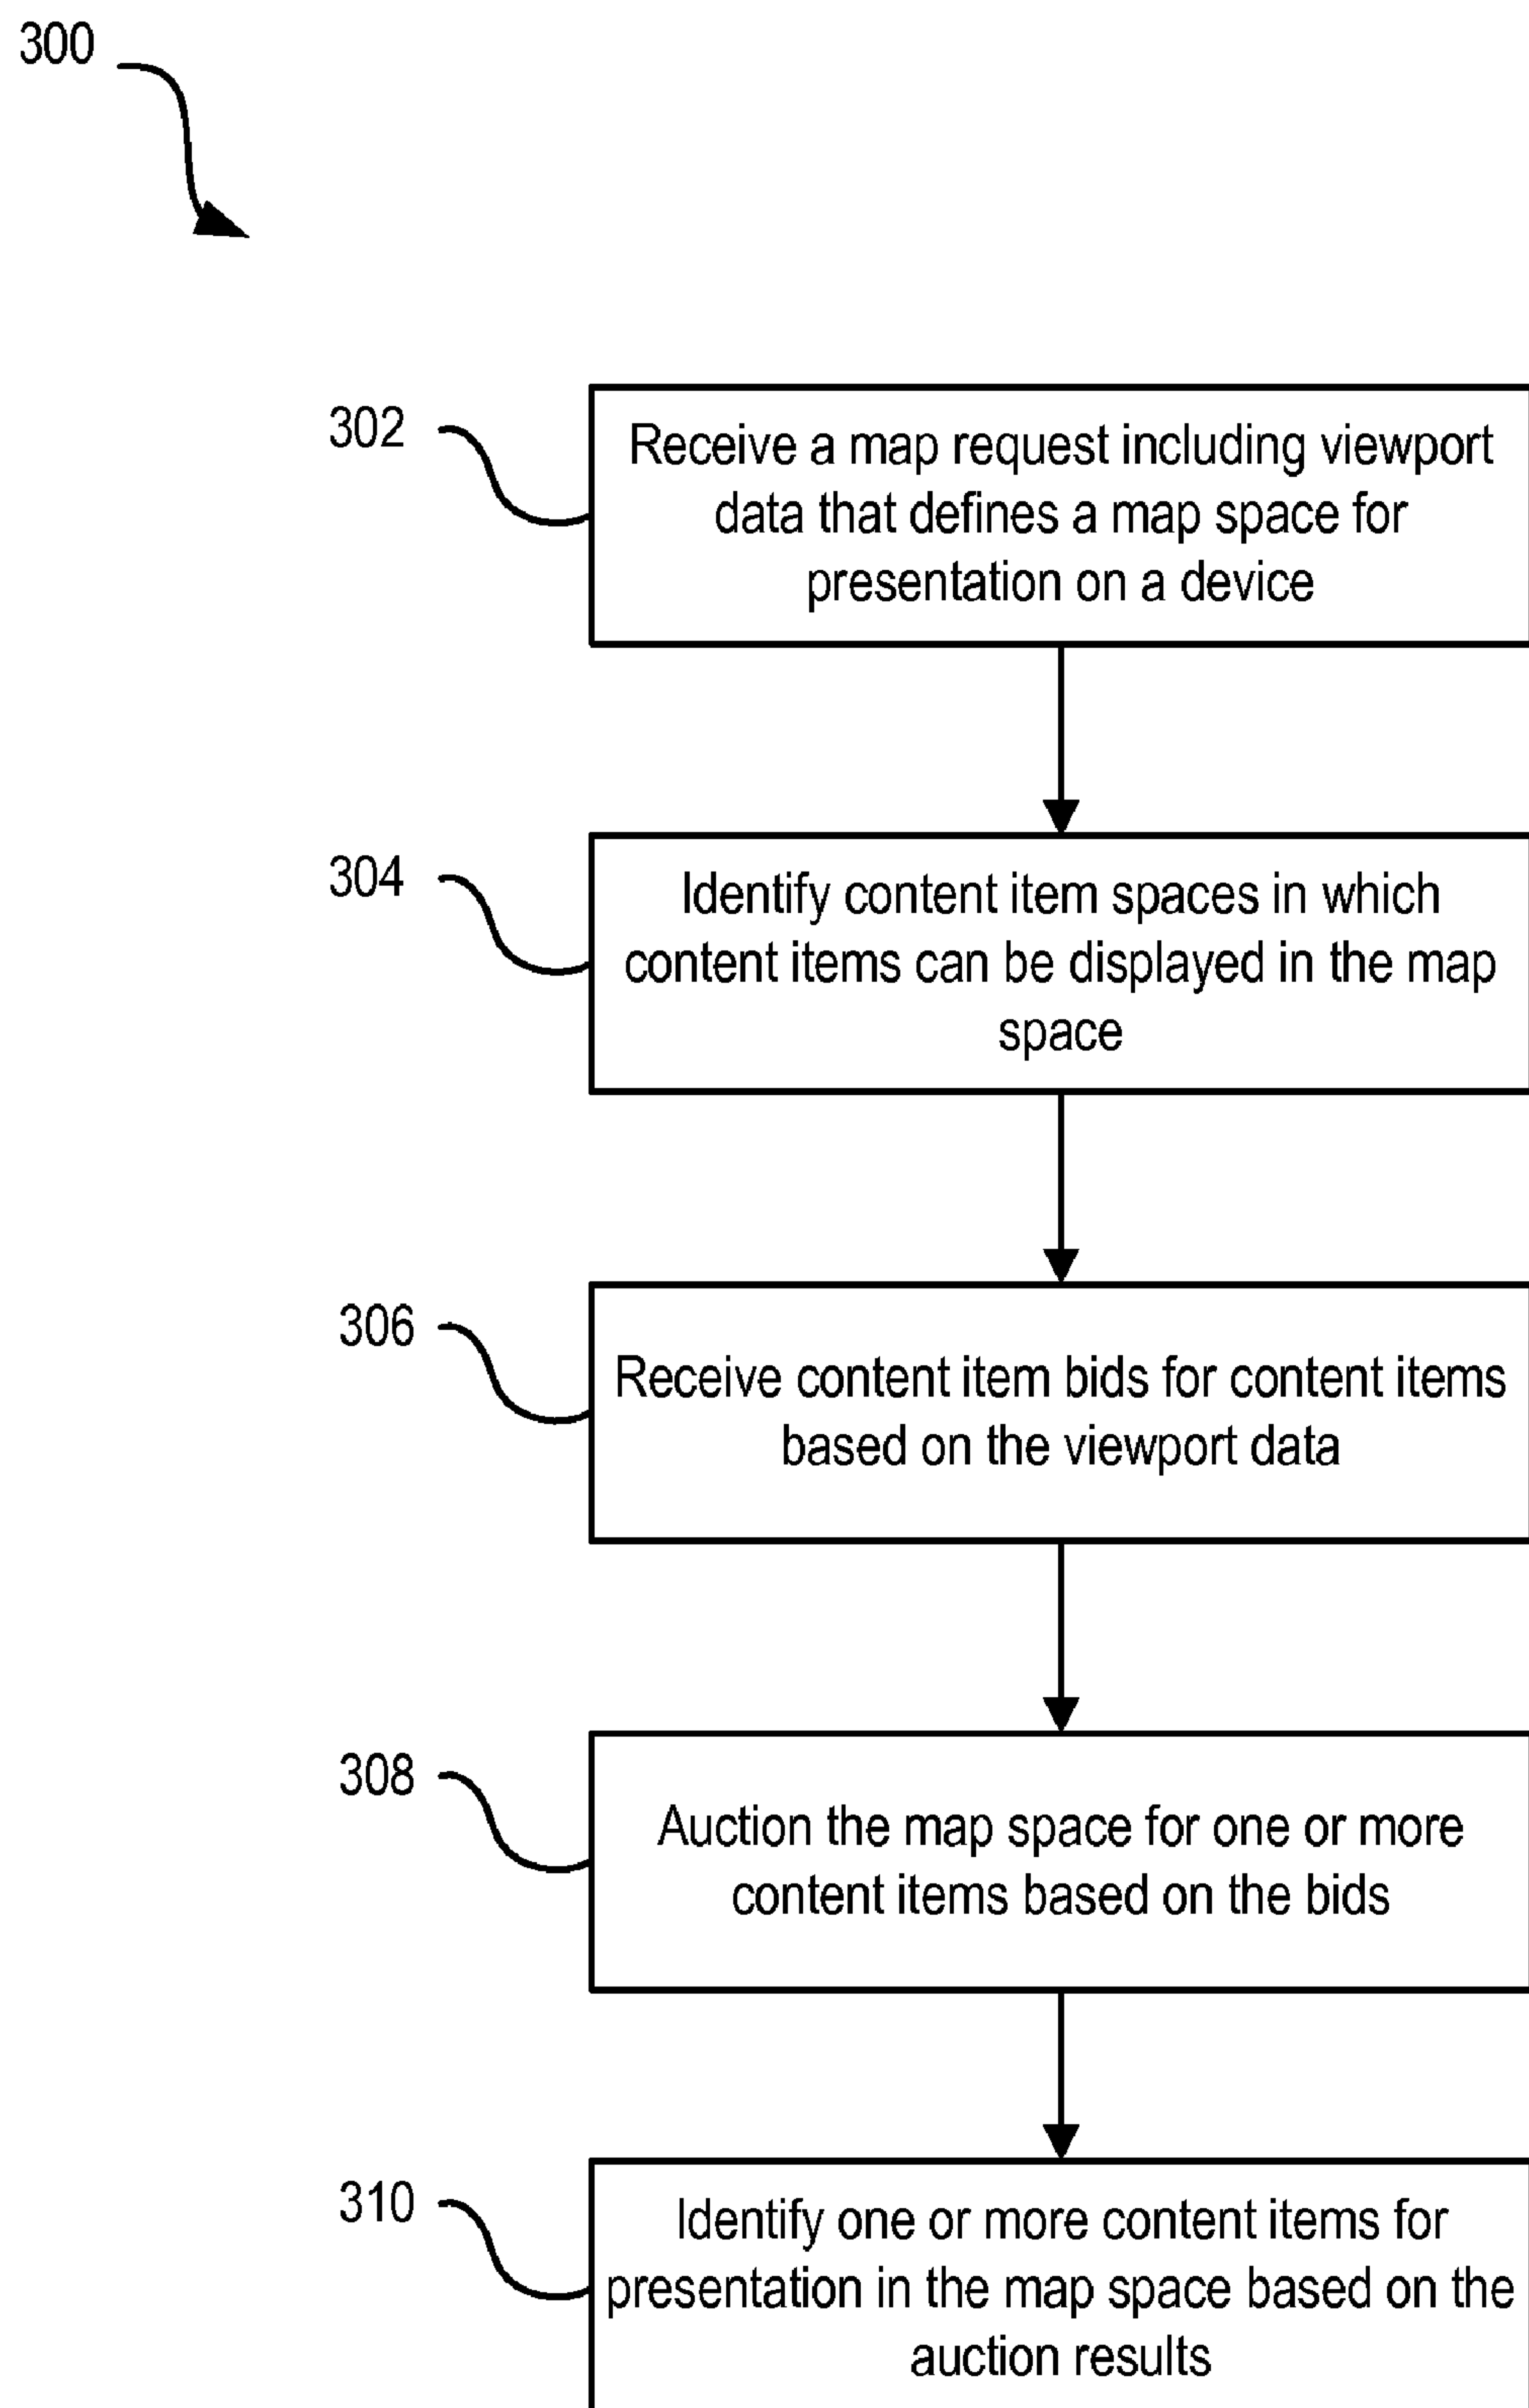 300
302
Receive a map request including viewport
data that defines a map space for
presentation on a device
304
Identify content item spaces in which
content items can be displayed in the map
space
306
Receive content item bids for content items
based on the viewport data
308
Auction the map space for one or more
content items based on the bids
310
Identify one or more content items for
presentation in the map space based on the
auction results